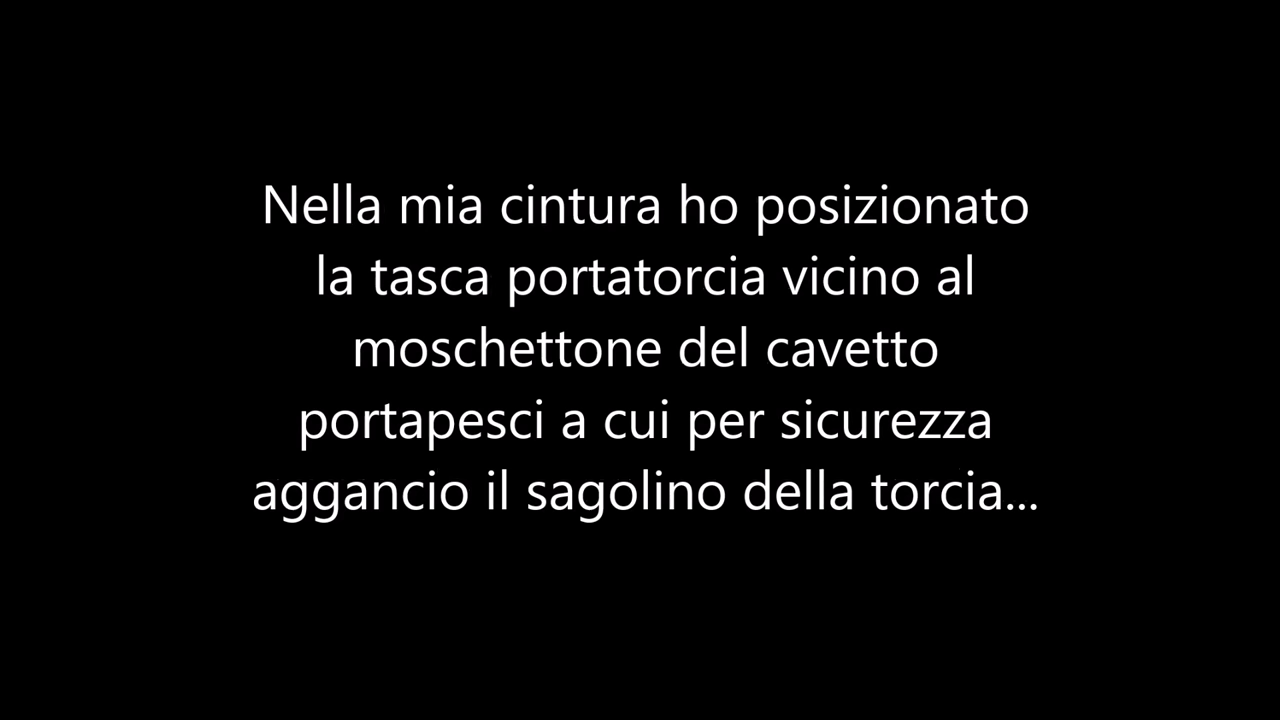 Nella mia cintura ho posizionato
la tasca portatorcia vicino al
moschettone del cavetto
portapesci a cui per sicurezza
aggancio il sagolino della torcia...